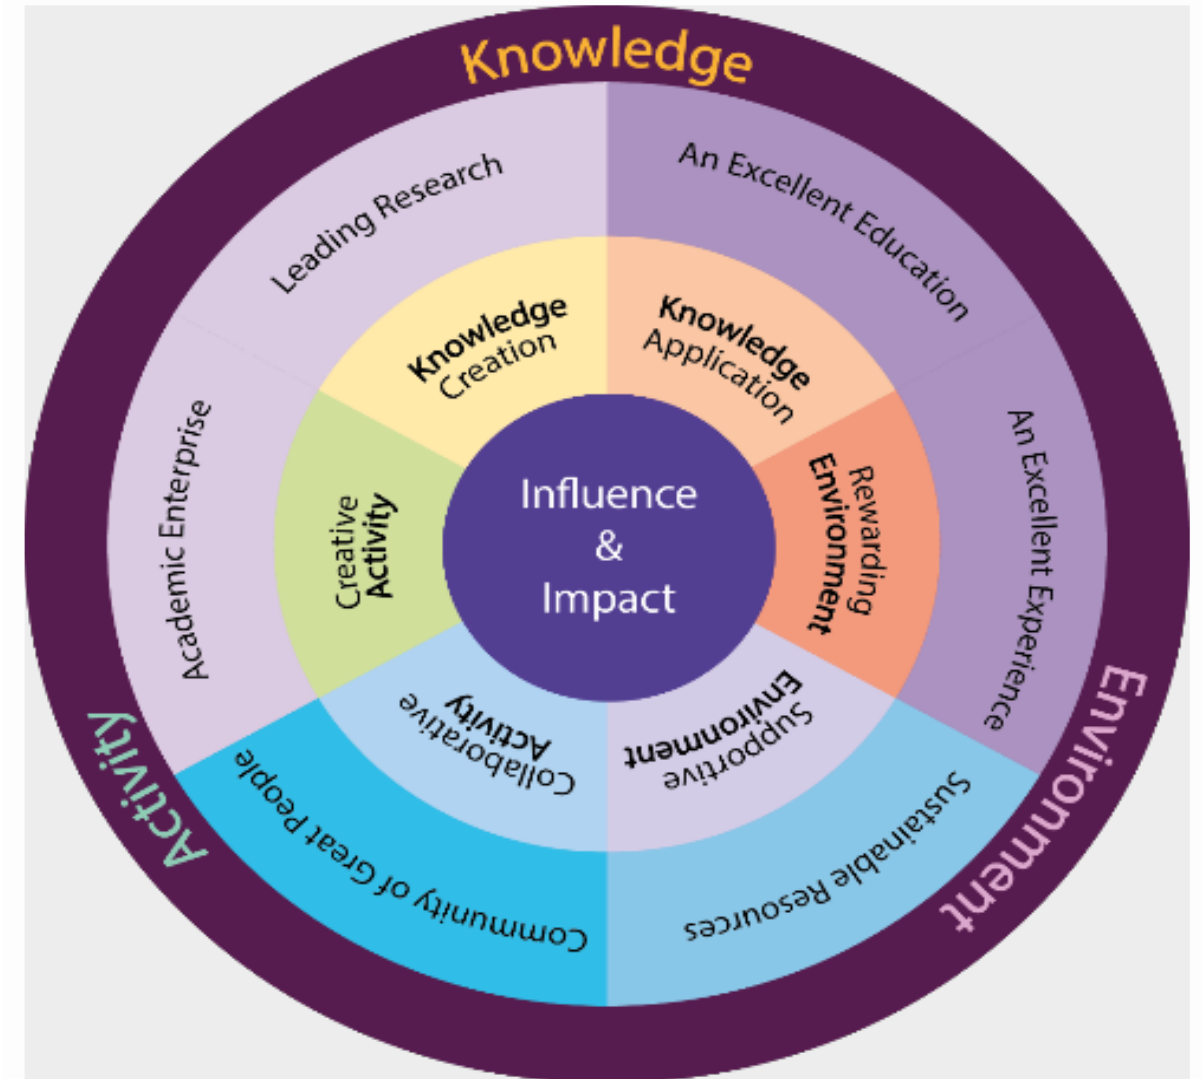 Knowledge
Leading Research
An Excellent Education
Knowledge
Creation
Knowledge
Application
Academic Enterprise
Creative
Activity
Influence
&
Impact
Rewarding
Environment
An Excellent Experience
Collaborative
Activity
Supportive
Environment
Community of Great People
Sustainable Resources
Activity
Environment